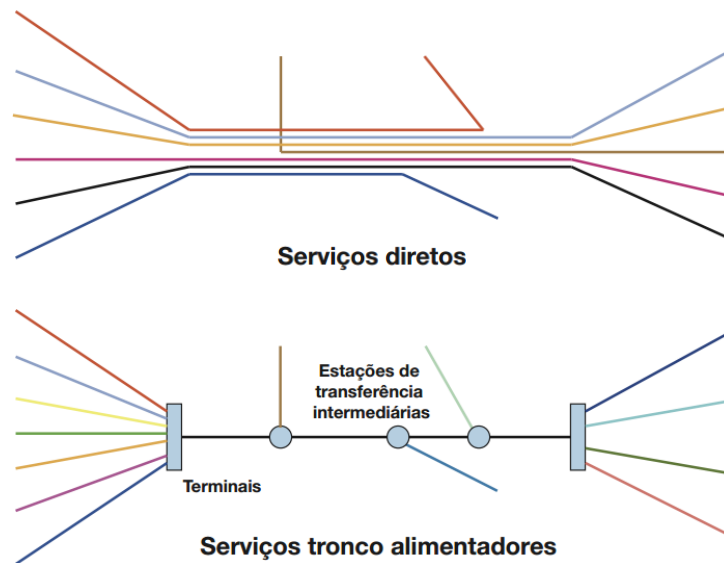 Serviços diretos
Estações de
transferência
intermediárias
Terminais
Serviços tronco alimentadores